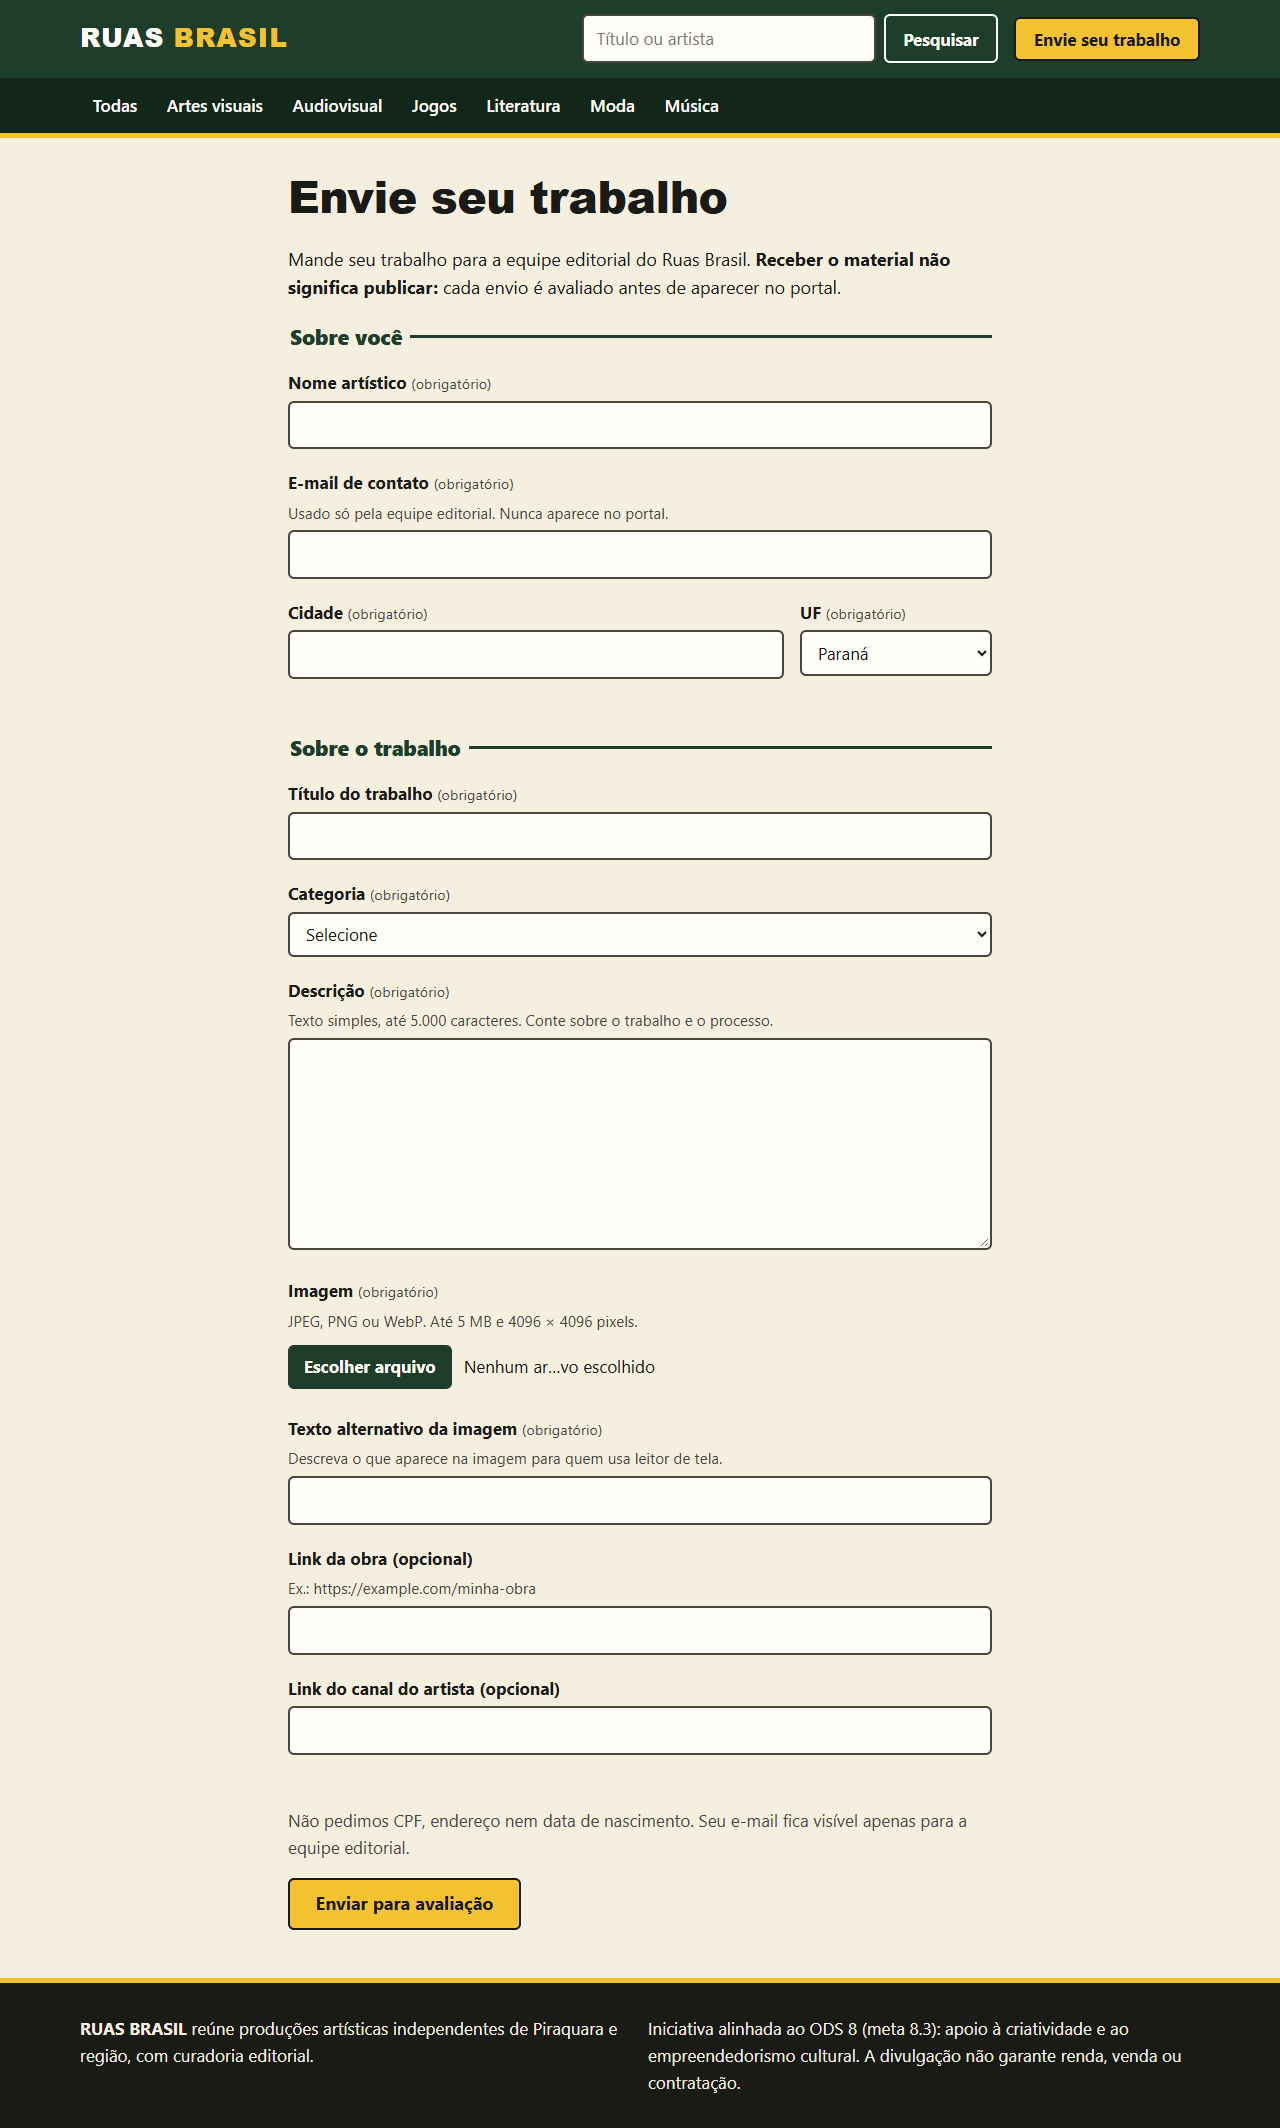 RUAS BRASIL
Título ou artista
Pesquisar
Envie seu trabalho
Todas Artes visuais Audiovisual Jogos Literatura Moda Música
Envie seu trabalho
Mande seu trabalho para a equipe editorial do Ruas Brasil. Receber o material não
significa publicar: cada envio é avaliado antes de aparecer no portal.
Sobre você
Nome artístico (obrigatório)
E-mail de contato (obrigatório)
Usado só pela equipe editorial. Nunca aparece no portal.
Cidade (obrigatório)
UF (obrigatório)
Paraná
Sobre o trabalho
Título do trabalho (obrigatório)
Categoria (obrigatório)
Selecione
Descrição (obrigatório)
Texto simples, até 5.000 caracteres. Conte sobre o trabalho e o processo.
Imagem (obrigatório)
JPEG, PNG ou WebP. Até 5 MB e 4096 × 4096 pixels.
Escolher arquivo Nenhum ar...vo escolhido
Texto alternativo da imagem (obrigatório)
Descreva o que aparece na imagem para quem usa leitor de tela.
Link da obra (opcional)
Ex.: https://example.com/minha-obra
Link do canal do artista (opcional)
Não pedimos CPF, endereço nem data de nascimento. Seu e-mail fica visível apenas para a
equipe editorial.
Enviar para avaliação
RUAS BRASIL reúne produções artísticas independentes de Piraquara e
região, com curadoria editorial.
Iniciativa alinhada ao ODS 8 (meta 8.3): apoio à criatividade e ao
empreendedorismo cultural. A divulgação não garante renda, venda ou
contratação.